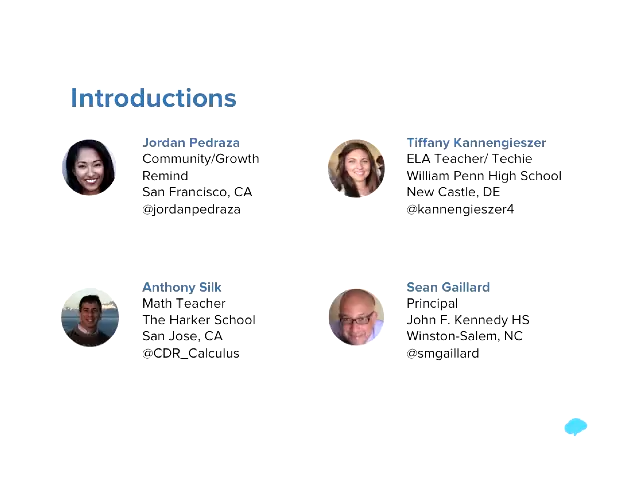 Introductions
Jordan Pedraza
Community/Growth
Remind
San Francisco, CA
@jordanpedraza
Tiffany Kannengieszer
ELA Teacher/ Techie
William Penn High School
New Castle, DE
@kannengieszer4
Anthony Silk
Math Teacher
The Harker School
San Jose, CA
@CDR_Calculus
Sean Gaillard
Principal
John F. Kennedy HS
Winston-Salem, NC
@smgaillard